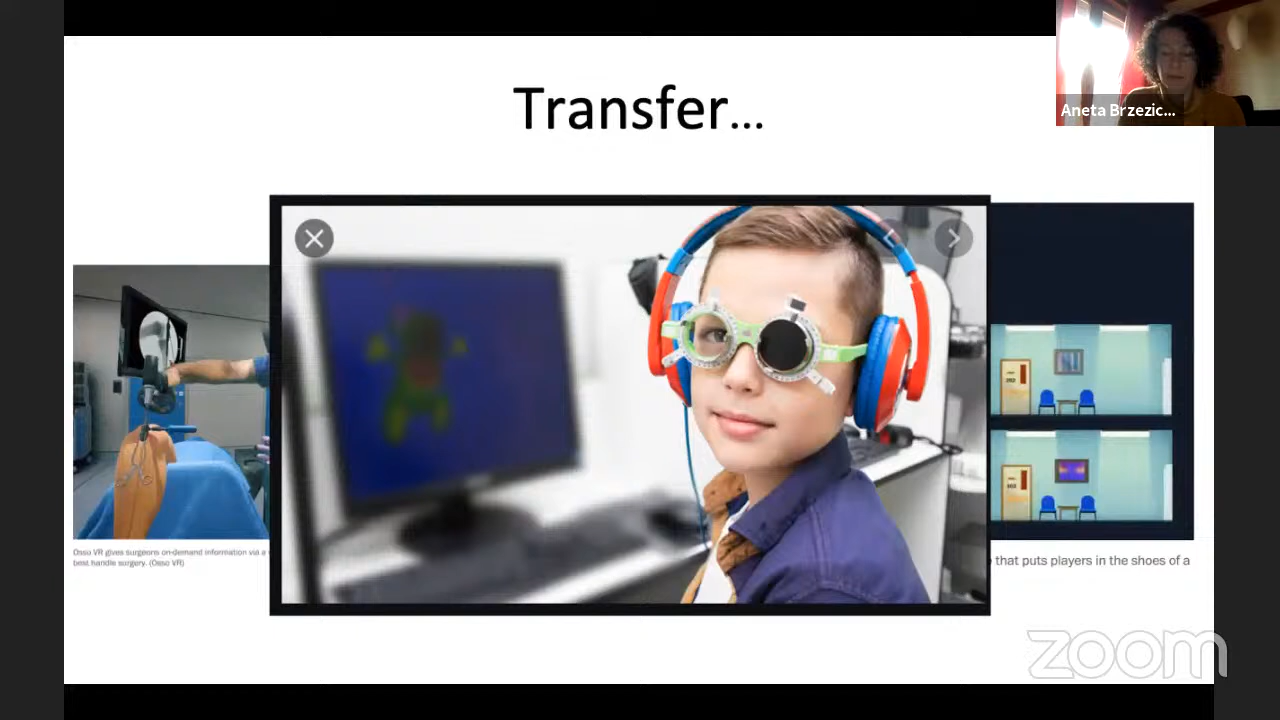 Transfer...
Aneta Brzezic...
Osso VR gives surgeons on-demand information via a
best handle surgery. (Osso VR)
that puts players in the shoes of a
zoom